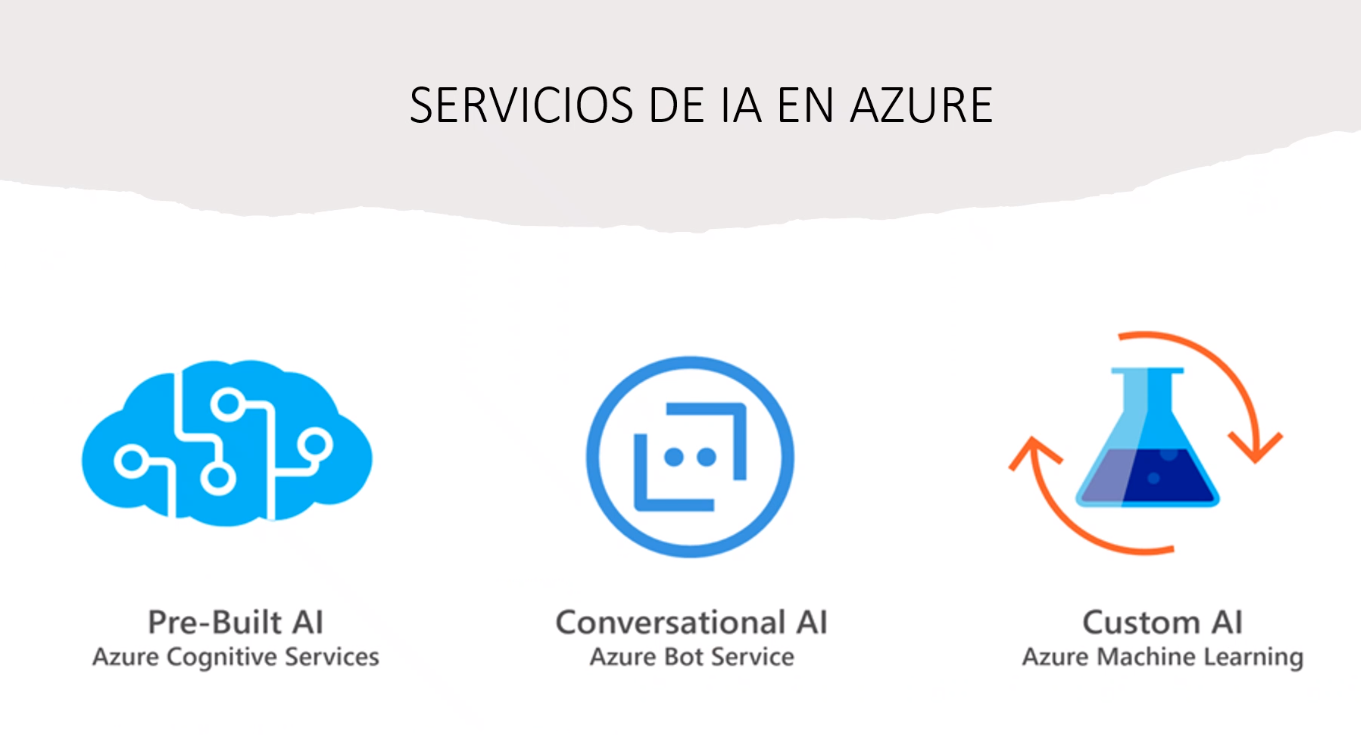 SERVICIOS DE IA EN AZURE
Pre-Built AI
Azure Cognitive Services
Conversational AI
Azure Bot Service
Custom AI
Azure Machine Learning